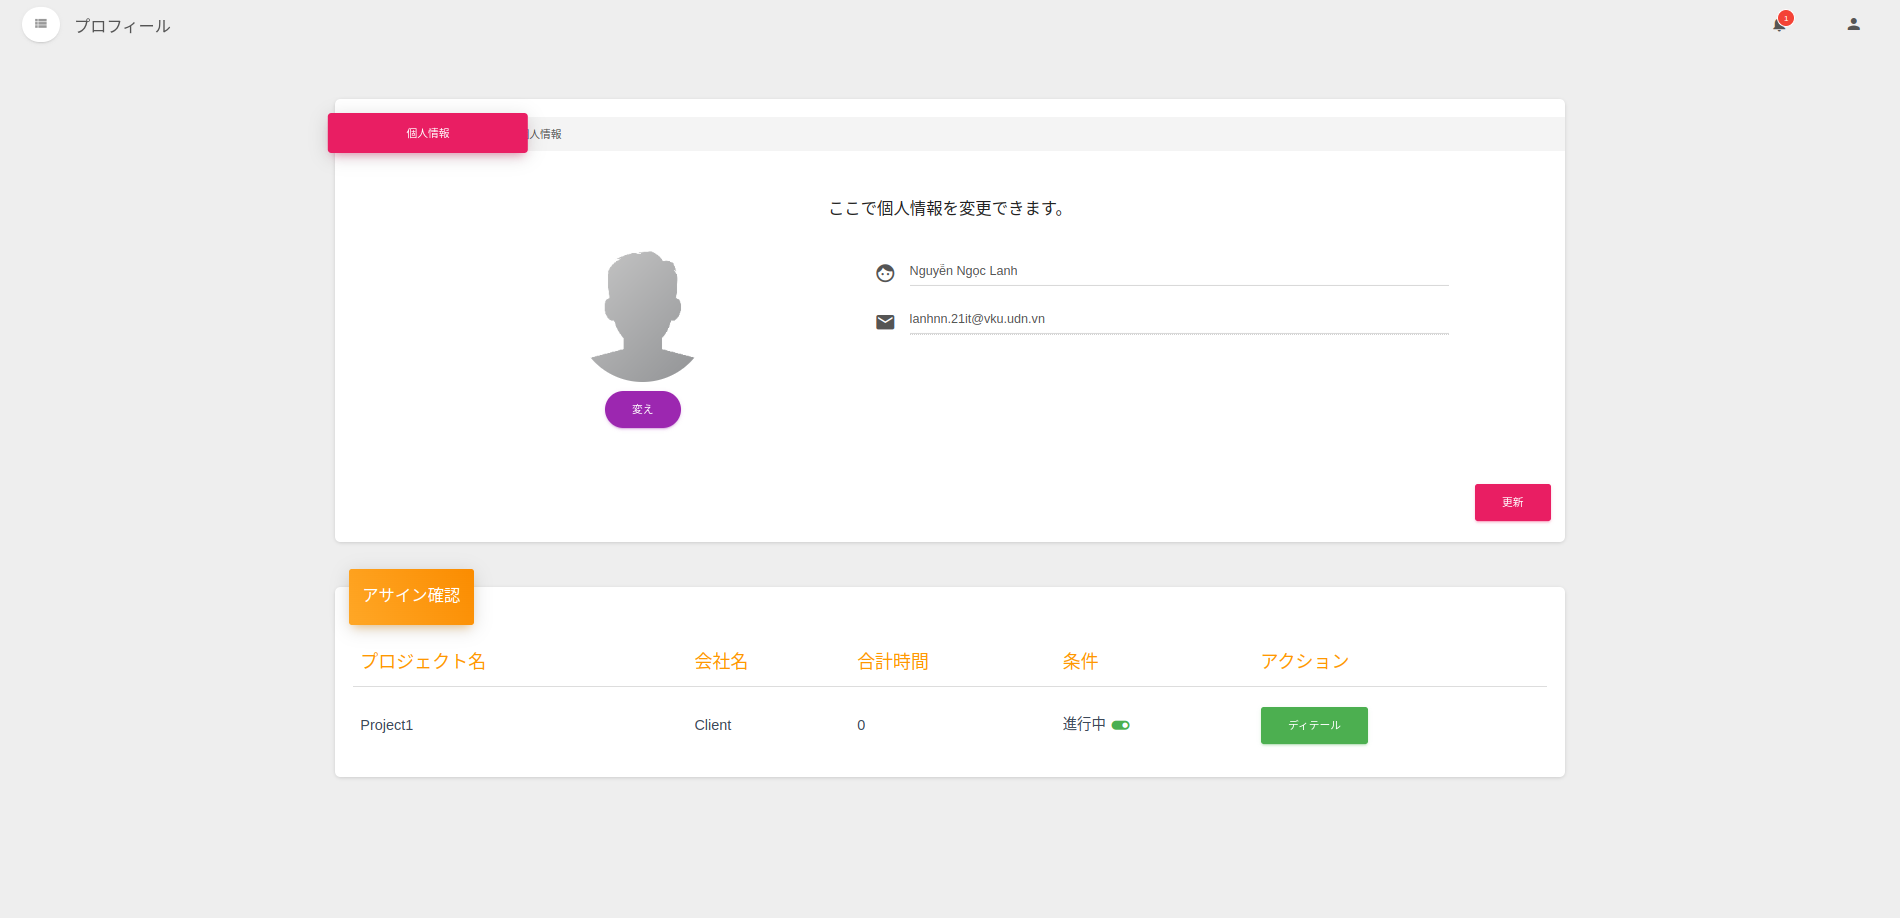 プロフィール
1
個人情報
人情報
ここで個人情報を変更できます。
Nguyễn Ngọc Lanh
lanhnn.21it@vku.udn.vn
変え
更新
アサイン確認
プロジェクト名 会社名 合計時間 条件 アクション
Project1 Client 0 進行中 ディテール